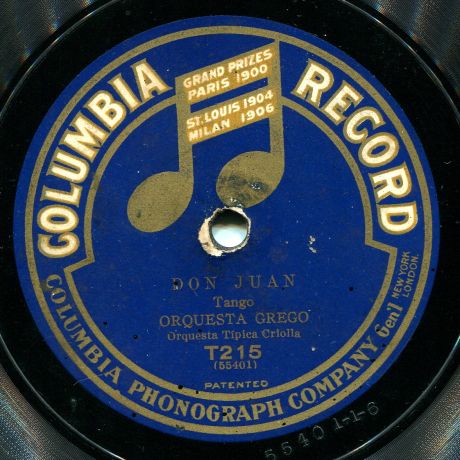 COLUMBIA RECORD
GRAND PRIZES
PARIS 1900
ST. LOUIS 1904
MILAN 1906
DON JUAN
Tango
ORQUESTA GREGO
Orquesta Típica Criolla
T215
(55401)
PATENTED
COLUMBIA PHONOGRAPH COMPANY Gen'l
NEW YORK
LONDON.
55401-1-6